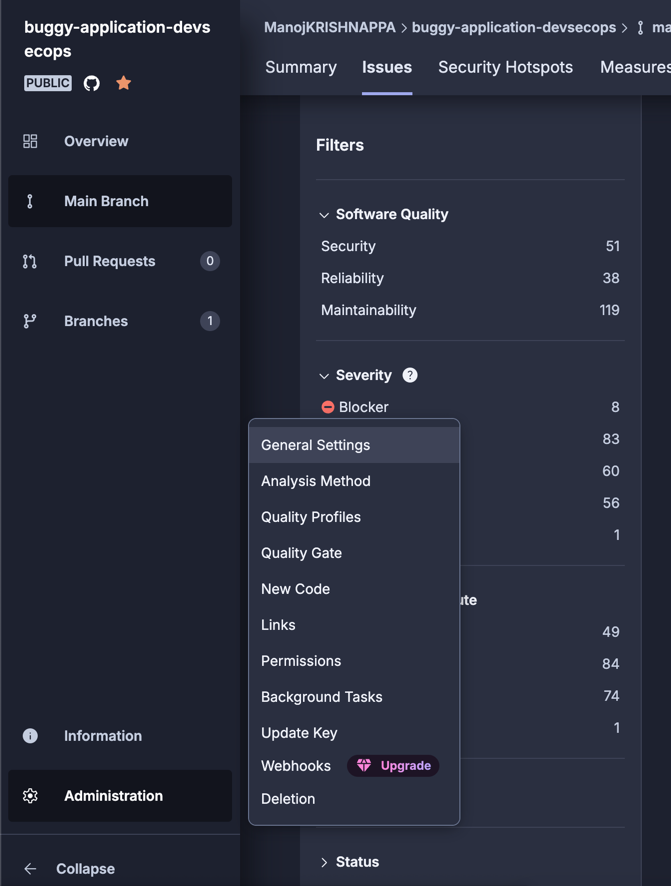 buggy-application-devs
ecops
PUBLIC
Overview
Main Branch
Pull Requests 0
Branches 1
Information
Administration
Collapse
ManojKRISHNAPPA > buggy-application-devsecops > ma
Summary Issues Security Hotspots Measures
Filters
Software Quality
Security 51
Reliability 38
Maintainability 119
Severity ?
Blocker 8
83
60
56
1
ute
49
84
74
1
Status
General Settings
Analysis Method
Quality Profiles
Quality Gate
New Code
Links
Permissions
Background Tasks
Update Key
Webhooks Upgrade
Deletion